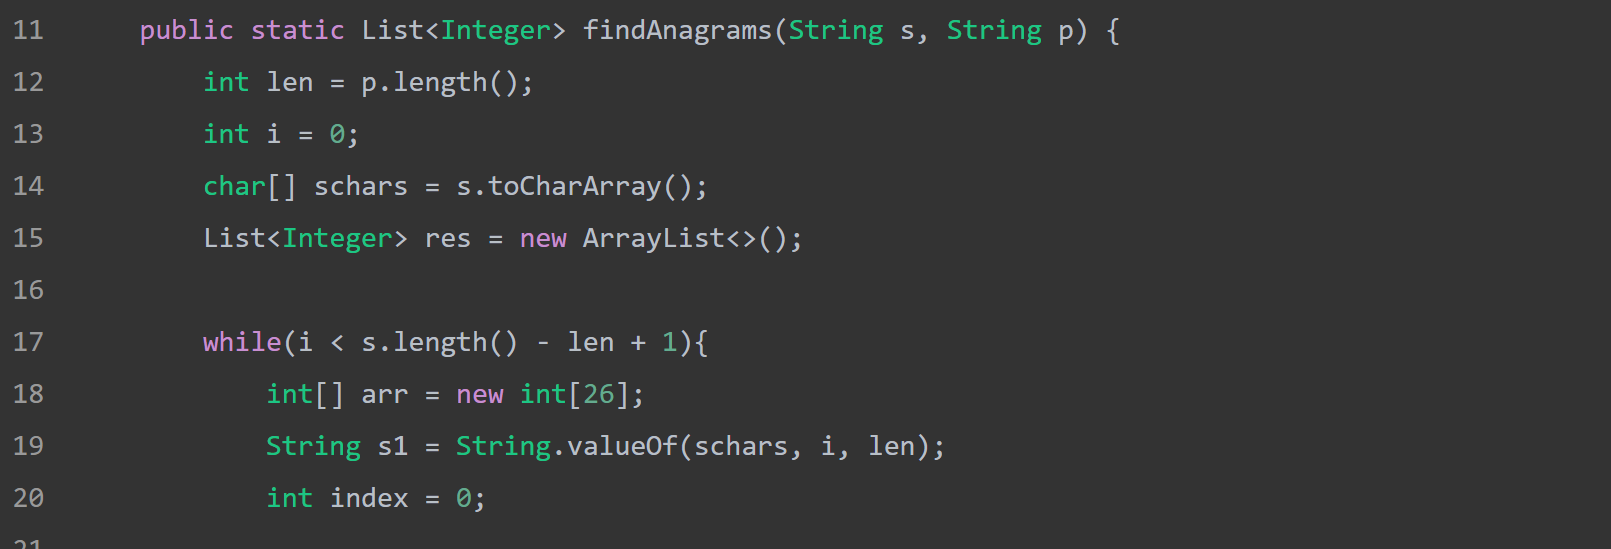 11 public static List<Integer> findAnagrams(String s, String p) {
12 int len = p.length();
13 int i = 0;
14 char[] schars = s.toCharArray();
15 List<Integer> res = new ArrayList<>();
16
17 while(i < s.length() - len + 1){
18 int[] arr = new int[26];
19 String s1 = String.valueOf(schars, i, len);
20 int index = 0;
21